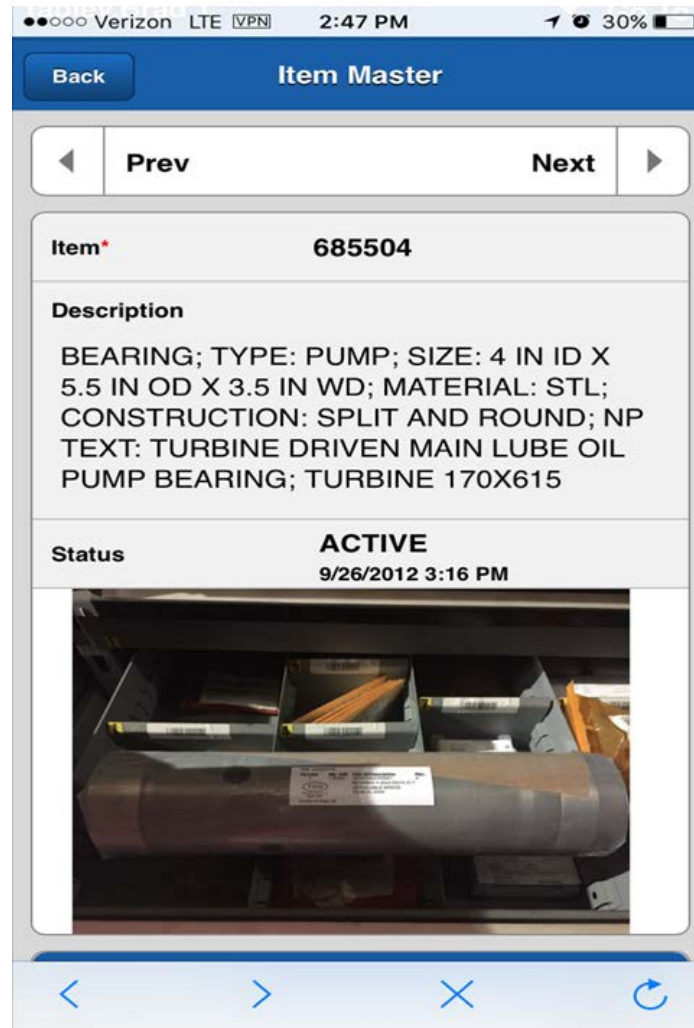 Verizon LTE VPN 2:47 PM 30%
Back Item Master
Prev Next
Item* 685504
Description
BEARING; TYPE: PUMP; SIZE: 4 IN ID X
5.5 IN OD X 3.5 IN WD; MATERIAL: STL;
CONSTRUCTION: SPLIT AND ROUND; NP
TEXT: TURBINE DRIVEN MAIN LUBE OIL
PUMP BEARING; TURBINE 170X615
Status ACTIVE
9/26/2012 3:16 PM